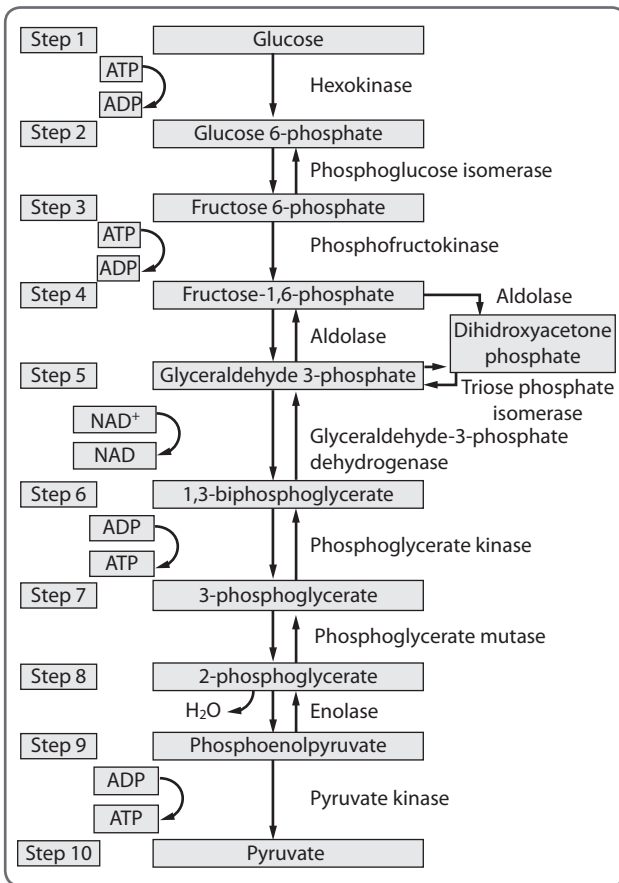 Step 1
Glucose
ATP
ADP
Hexokinase
Step 2
Glucose 6-phosphate
Phosphoglucose isomerase
Step 3
Fructose 6-phosphate
ATP
ADP
Phosphofructokinase
Step 4
Fructose-1,6-phosphate
Aldolase
Aldolase
Dihidroxyacetone
phosphate
Step 5
Glyceraldehyde 3-phosphate
Triose phosphate
isomerase
NAD⁺
NAD
Glyceraldehyde-3-phosphate
dehydrogenase
Step 6
1,3-biphosphoglycerate
ADP
ATP
Phosphoglycerate kinase
Step 7
3-phosphoglycerate
Phosphoglycerate mutase
Step 8
2-phosphoglycerate
H₂O
Enolase
Step 9
Phosphoenolpyruvate
ADP
ATP
Pyruvate kinase
Step 10
Pyruvate